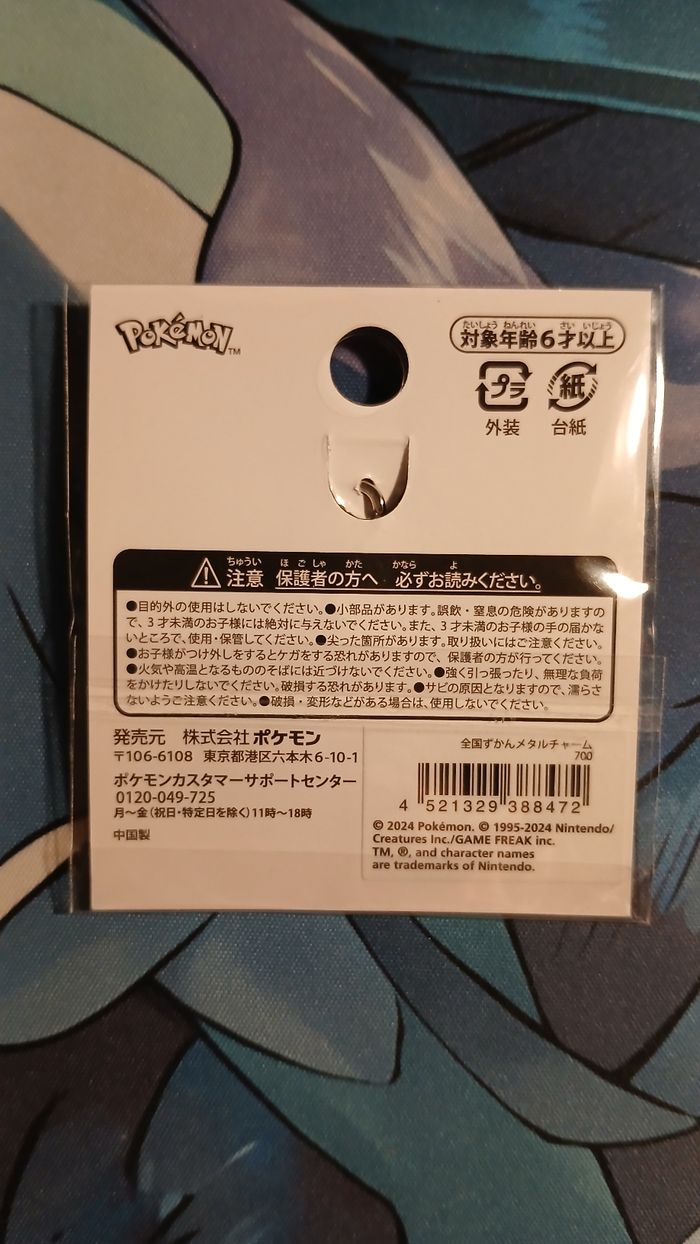 POKéMON™
たいしょう ねんれい さい いじょう
対象年齢6才以上
プラ 紙
外装 台紙
ちゅうい ほごしゃ かた かなら よ
注意 保護者の方へ 必ずお読みください。
●目的外の使用はしないでください。●小部品があります。誤飲・窒息の危険がありますの
で、3才未満のお子様には絶対に与えないでください。また、3才未満のお子様の手の届かな
いところで、使用・保管してください。●尖った箇所があります。取り扱いにはご注意ください。
●お子様がつけ外しをするとケガをする恐れがありますので、保護者の方が行ってください。
●火気や高温となるもののそばには近づけないでください。●強く引っ張ったり、無理な負荷
をかけたりしないでください。破損する恐れがあります。●サビの原因となりますので、濡らさ
ないようご注意ください。●破損・変形などがある場合は、使用しないでください。
発売元 株式会社ポケモン
〒106-6108 東京都港区六本木6-10-1
ポケモンカスタマーサポートセンター
0120-049-725
月～金(祝日・特定日を除く)11時～18時
中国製
全国ずかんメタルチャーム
700
4 521329 388472
© 2024 Pokémon. © 1995-2024 Nintendo/
Creatures Inc./GAME FREAK inc.
TM, ®, and character names
are trademarks of Nintendo.